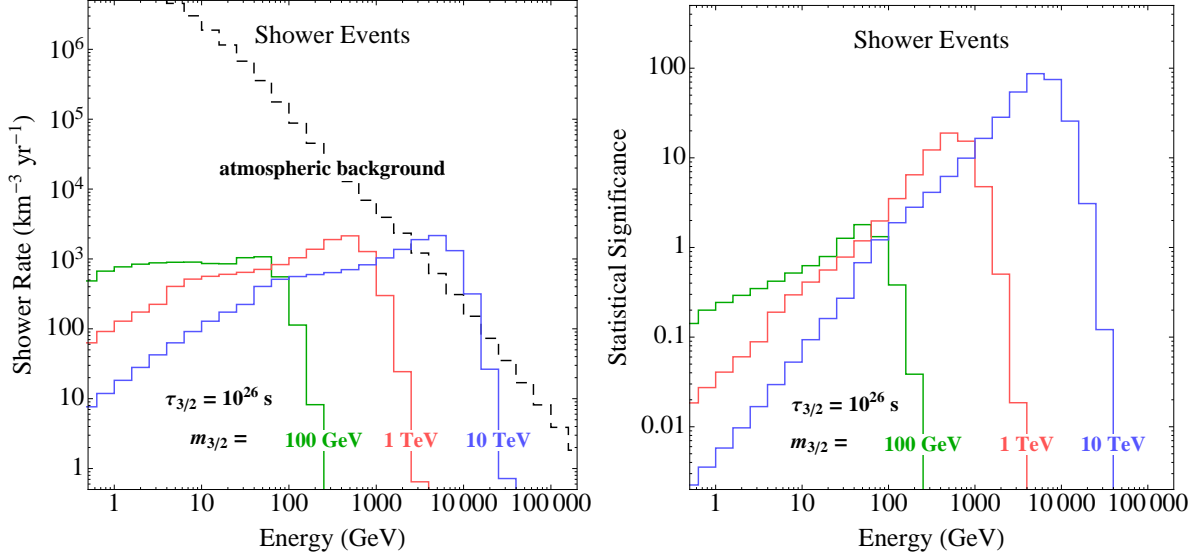 Shower Events
Shower Rate (km⁻³ yr⁻¹)
10⁶
10⁵
10⁴
10³
100
10
1
atmospheric background
τ3/2 = 10²⁶ s
m3/2 = 100 GeV 1 TeV 10 TeV
1 10 100 1000 10 000 100 000
Energy (GeV)
Shower Events
Statistical Significance
100
10
1
0.1
0.01
τ3/2 = 10²⁶ s
m3/2 = 100 GeV 1 TeV 10 TeV
1 10 100 1000 10 000 100 000
Energy (GeV)